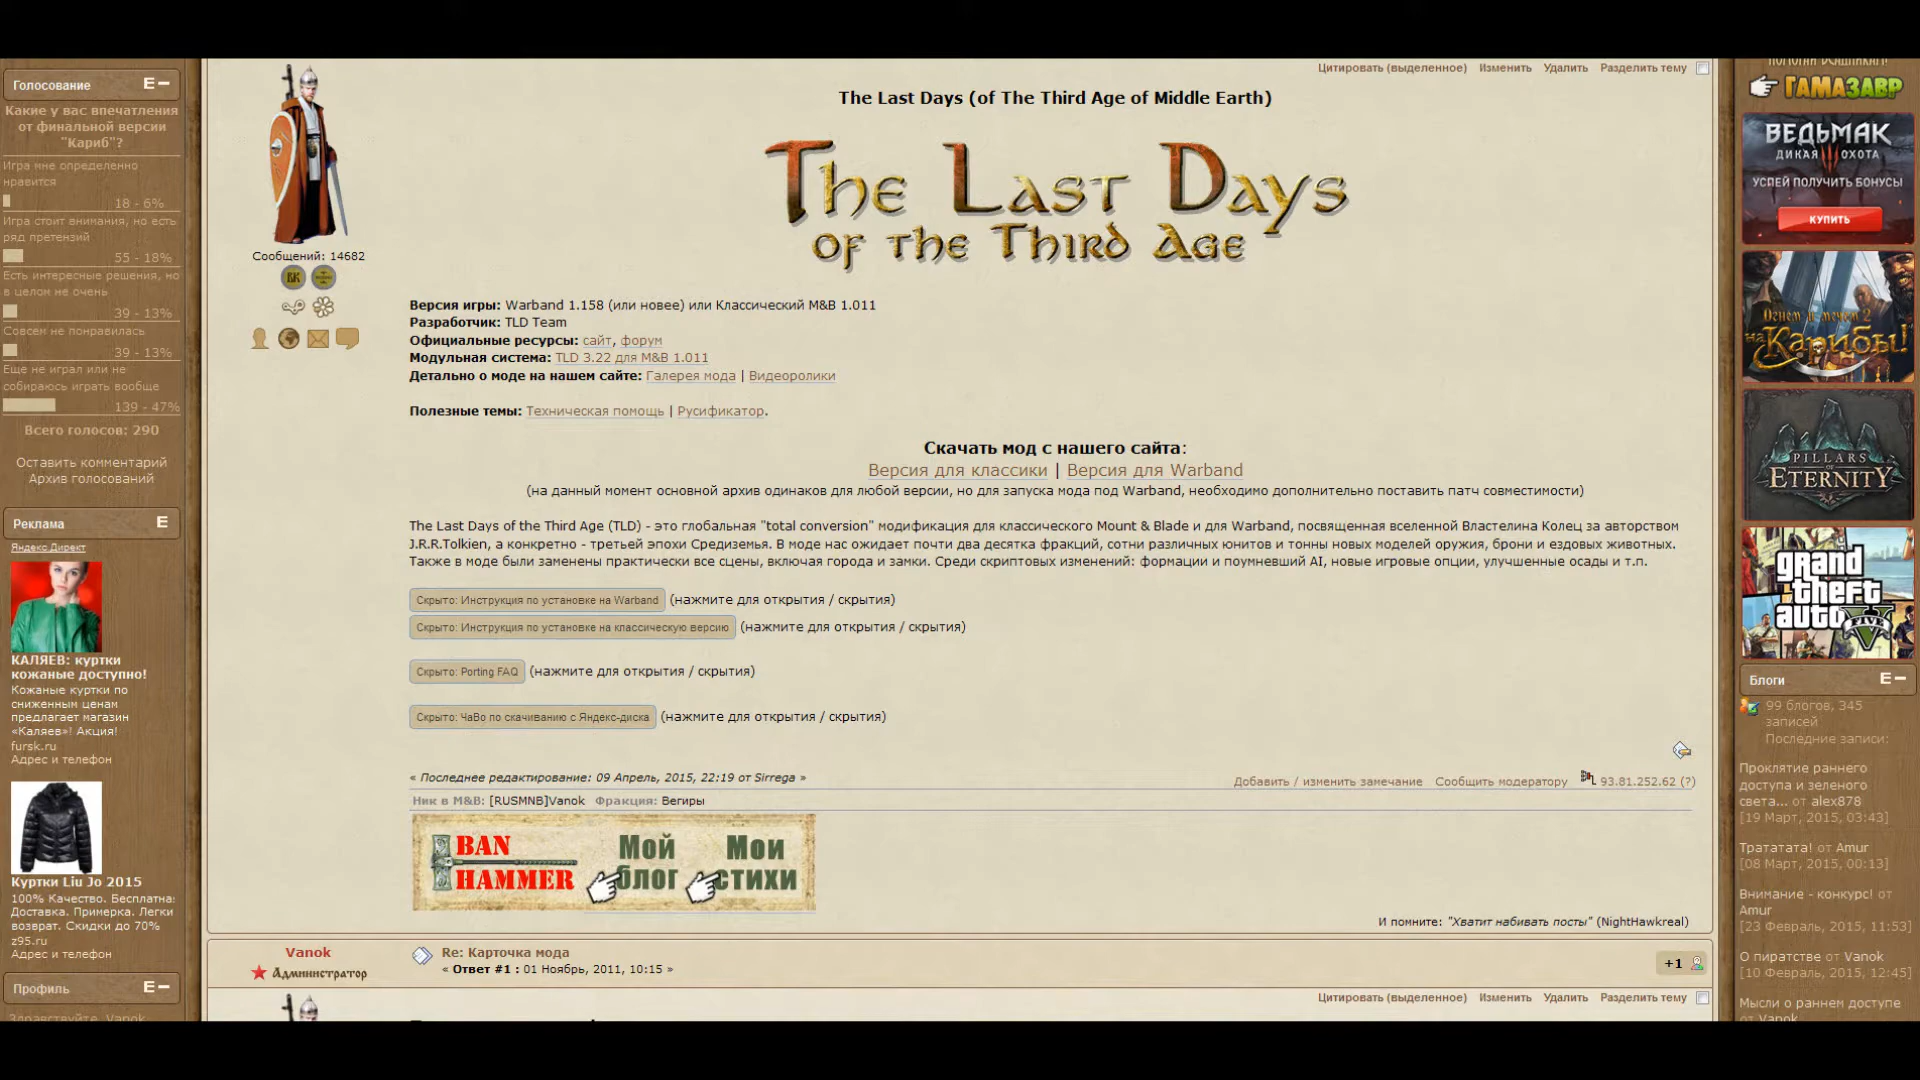 Голосование
Какие у вас впечатления
от финальной версии
"Кариб"?
Игра мне определенно
нравится
18 - 6%
Игра стоит внимания, но есть
ряд претензий
55 - 18%
Есть интересные решения, но
в целом не очень
39 - 13%
Совсем не понравилась
39 - 13%
Еще не играл или не
собираюсь играть вообще
139 - 47%
Всего голосов: 290
Оставить комментарий
Архив голосований
Реклама
Яндекс.Директ
КАЛЯЕВ: куртки
кожаные доступно!
Кожаные куртки по
сниженным ценам
предлагает магазин
«Каляев»! Акция!
fursk.ru
Адрес и телефон
Куртки Liu Jo 2015
100% Качество. Бесплатна:
Доставка. Примерка. Легки
возврат. Скидки до 70%
z95.ru
Адрес и телефон
Профиль
Здравствуйте, Vanok
Сообщений: 14682
ВК
Цитировать (выделенное) Изменить Удалить Разделить тему
The Last Days (of The Third Age of Middle Earth)
The Last Days
of the Third Age
Версия игры: Warband 1.158 (или новее) или Классический M&B 1.011
Разработчик: TLD Team
Официальные ресурсы: сайт, форум
Модульная система: TLD 3.22 для M&B 1.011
Детально о моде на нашем сайте: Галерея мода | Видеоролики
Полезные темы: Техническая помощь | Русификатор.
Скачать мод с нашего сайта:
Версия для классики | Версия для Warband
(на данный момент основной архив одинаков для любой версии, но для запуска мода под Warband, необходимо дополнительно поставить патч совместимости)
The Last Days of the Third Age (TLD) - это глобальная "total conversion" модификация для классического Mount & Blade и для Warband, посвященная вселенной Властелина Колец за авторством
J.R.R.Tolkien, а конкретно - третьей эпохи Средиземья. В моде нас ожидает почти два десятка фракций, сотни различных юнитов и тонны новых моделей оружия, брони и ездовых животных.
Также в моде были заменены практически все сцены, включая города и замки. Среди скриптовых изменений: формации и поумневший AI, новые игровые опции, улучшенные осады и т.п.
Скрыто: Инструкция по установке на Warband (нажмите для открытия / скрытия)
Скрыто: Инструкция по установке на классическую версию (нажмите для открытия / скрытия)
Скрыто: Porting FAQ (нажмите для открытия / скрытия)
Скрыто: ЧаВо по скачиванию с Яндекс-диска (нажмите для открытия / скрытия)
« Последнее редактирование: 09 Апрель, 2015, 22:19 от Sirrega »
Добавить / изменить замечание Сообщить модератору 93.81.252.62 (?)
Ник в M&B: [RUSMNB]Vanok Фракция: Вегиры
BAN
HAMMER
Мой
блог
Мои
стихи
И помните: "Хватит набивать посты" (NightHawkreal)
Vanok
Администратор
Re: Карточка мода
« Ответ #1 : 01 Ноябрь, 2011, 10:15 »
+1
Цитировать (выделенное) Изменить Удалить Разделить тему
ГАМАЗАВР
ВЕДЬМАК
ДИКАЯ ОХОТА
УСПЕЙ ПОЛУЧИТЬ БОНУСЫ
КУПИТЬ
Огнем и мечем 2
на Карибы!
PILLARS
OF
ETERNITY
grand
theft
auto V
FIVE
Блоги
99 блогов, 345
записей
Последние записи:
Проклятие раннего
доступа и зеленого
света... от alex878
[19 Март, 2015, 03:43]
Тратата­та! от Amur
[08 Март, 2015, 00:13]
Внимание - конкурс! от
Amur
[23 Февраль, 2015, 11:53]
О пиратстве от Vanok
[10 Февраль, 2015, 12:45]
Мысли о раннем доступе
от Vanok